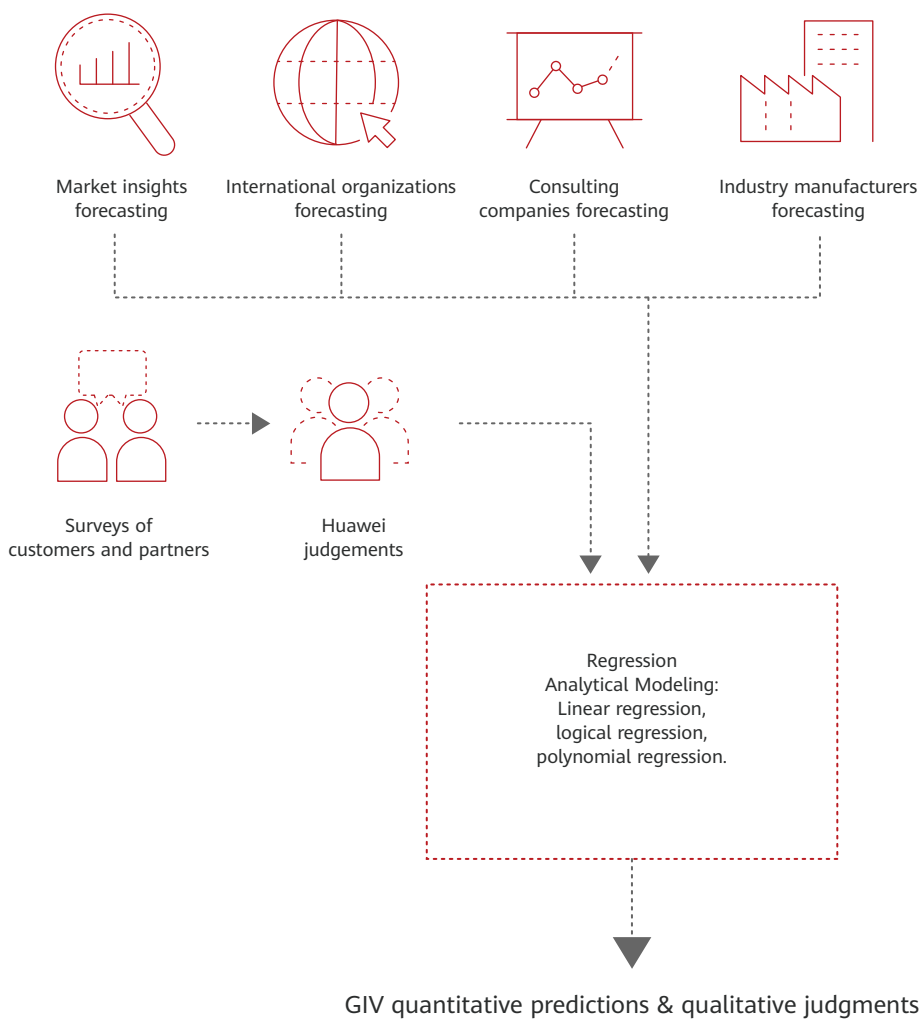 Market insights
forecasting
International organizations
forecasting
Consulting
companies forecasting
Industry manufacturers
forecasting
Surveys of
customers and partners
Huawei
judgements
Regression
Analytical Modeling:
Linear regression,
logical regression,
polynomial regression.
GIV quantitative predictions & qualitative judgments